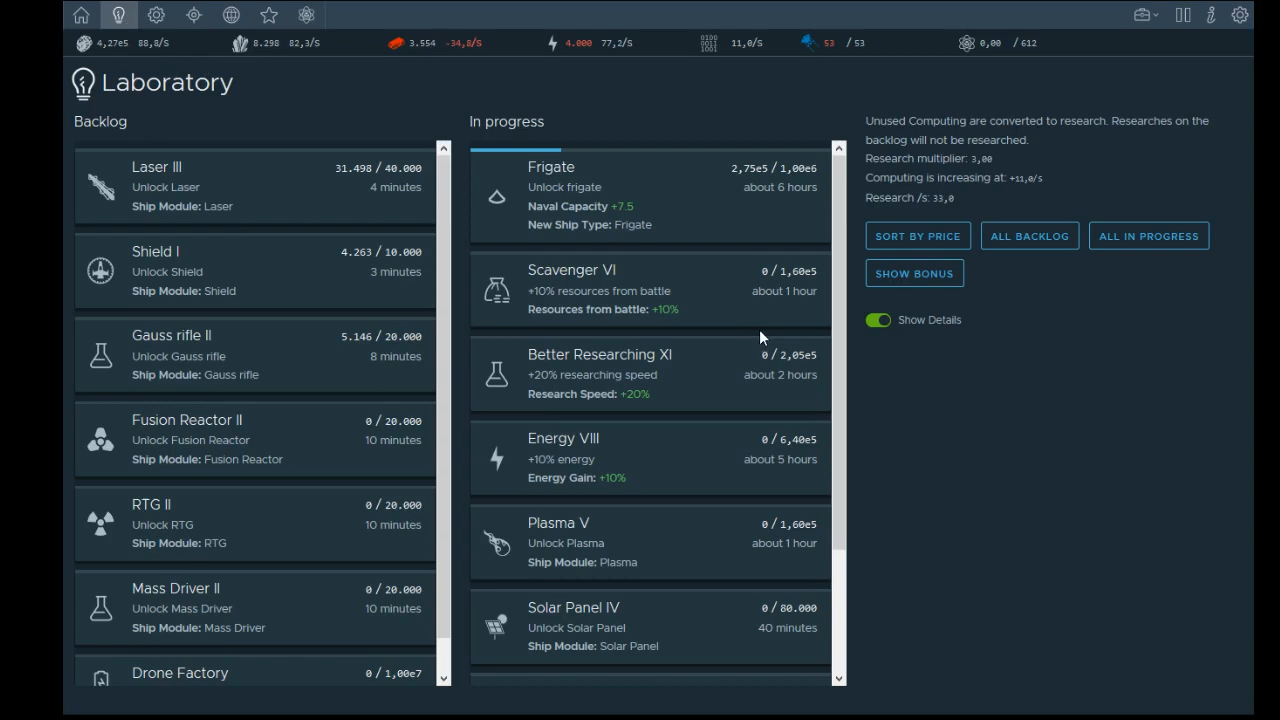 4,27e5 88,8/S 8.298 82,3/S 3.554 -34,8/S 4.000 77,2/S 0100 0011 1001 11,0/S 53 / 53 0,00 / 612
Laboratory
Backlog
Laser III 31.498 / 40.000
Unlock Laser 4 minutes
Ship Module: Laser
Shield I 4.263 / 10.000
Unlock Shield 3 minutes
Ship Module: Shield
Gauss rifle II 5.146 / 20.000
Unlock Gauss rifle 8 minutes
Ship Module: Gauss rifle
Fusion Reactor II 0 / 20.000
Unlock Fusion Reactor 10 minutes
Ship Module: Fusion Reactor
RTG II 0 / 20.000
Unlock RTG 10 minutes
Ship Module: RTG
Mass Driver II 0 / 20.000
Unlock Mass Driver 10 minutes
Ship Module: Mass Driver
Drone Factory 0 / 1,00e7
In progress
Frigate 2,75e5 / 1,00e6
Unlock frigate about 6 hours
Naval Capacity +7.5
New Ship Type: Frigate
Scavenger VI 0 / 1,60e5
+10% resources from battle about 1 hour
Resources from battle: +10%
Better Researching XI 0 / 2,05e5
+20% researching speed about 2 hours
Research Speed: +20%
Energy VIII 0 / 6,40e5
+10% energy about 5 hours
Energy Gain: +10%
Plasma V 0 / 1,60e5
Unlock Plasma about 1 hour
Ship Module: Plasma
Solar Panel IV 0 / 80.000
Unlock Solar Panel 40 minutes
Ship Module: Solar Panel
Unused Computing are converted to research. Researches on the
backlog will not be researched.
Research multiplier: 3,00
Computing is increasing at: +11,0/s
Research /s: 33,0
SORT BY PRICE ALL BACKLOG ALL IN PROGRESS
SHOW BONUS
Show Details